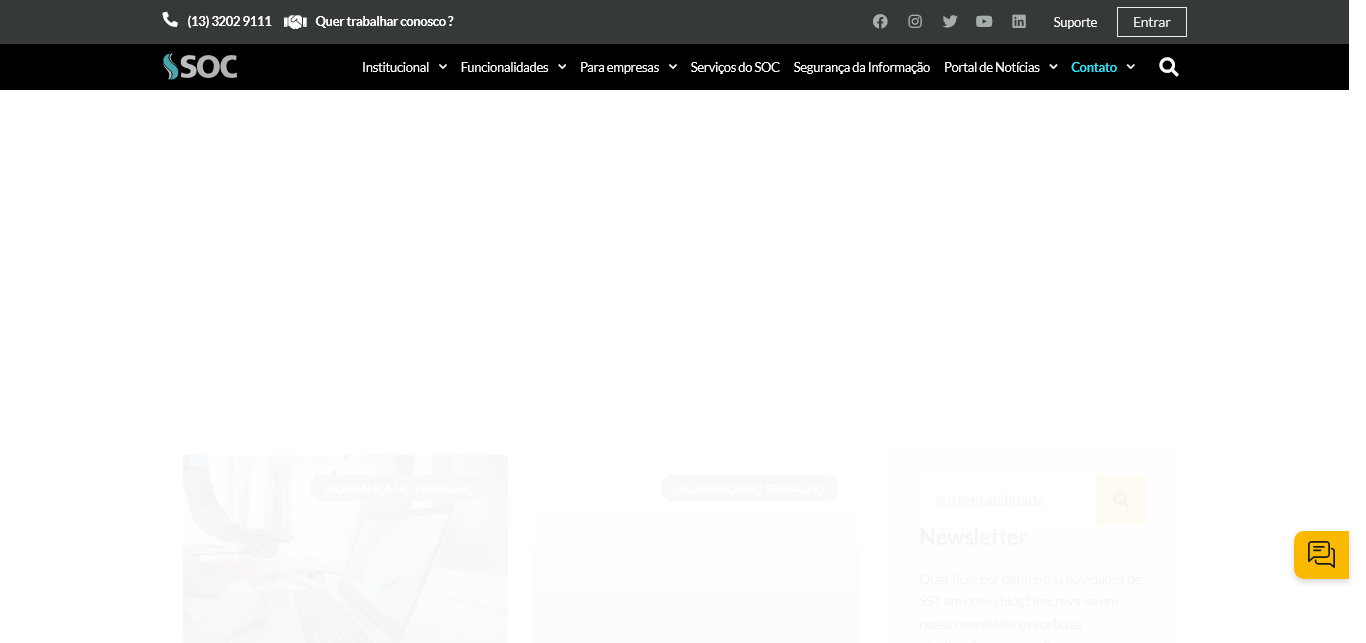 (13) 3202 9111 Quer trabalhar conosco ? Suporte Entrar
SOC Institucional Funcionalidades Para empresas Serviços do SOC Segurança da Informação Portal de Notícias Contato
SEGURANÇA NO TRABALHO SEGURANÇA NO TRABALHO
sustentabilidade
Newsletter
Quer ficar por dentro das novidades de
SST em nosso blog? Inscreva-se em
nossa newsletter e receba as